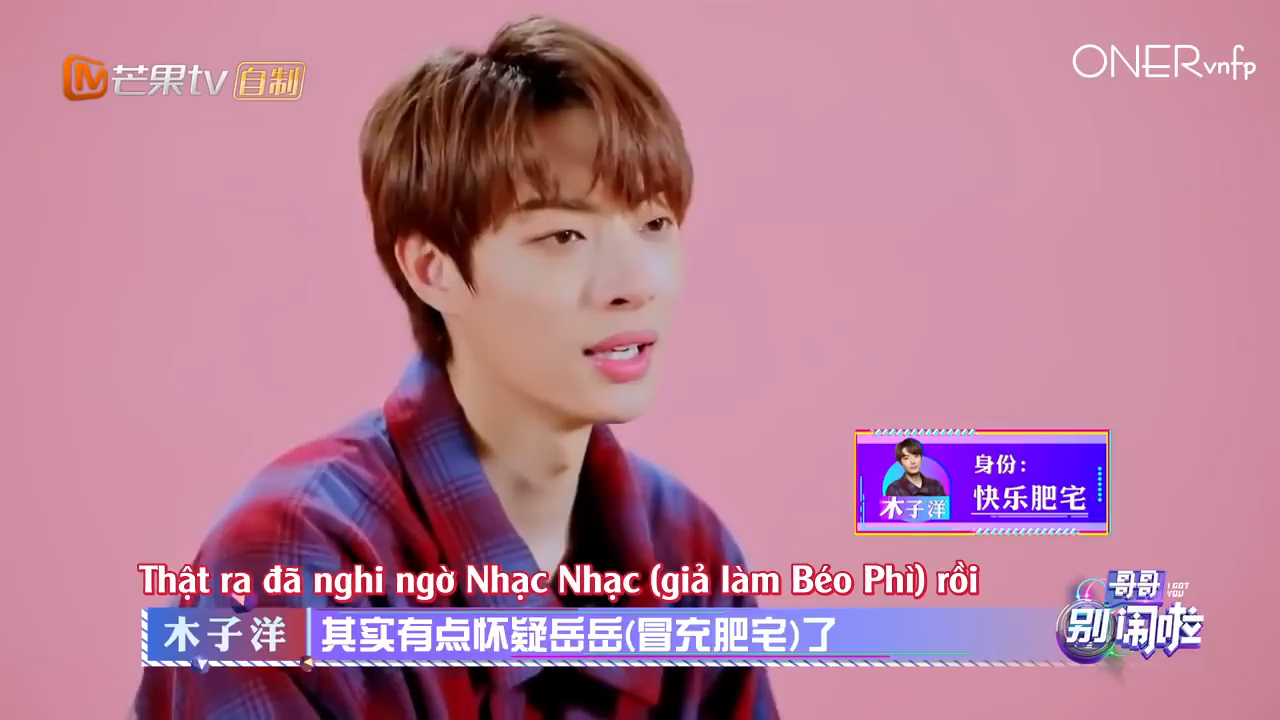 芒果tv 自制
ONERvnfp
身份:
木子洋
快乐肥宅
Thật ra đã nghi ngờ Nhạc Nhạc (giả làm Béo Phì) rồi
木子洋 其实有点怀疑岳岳(冒充肥宅)了
哥哥
I GOT YOU
别闹啦